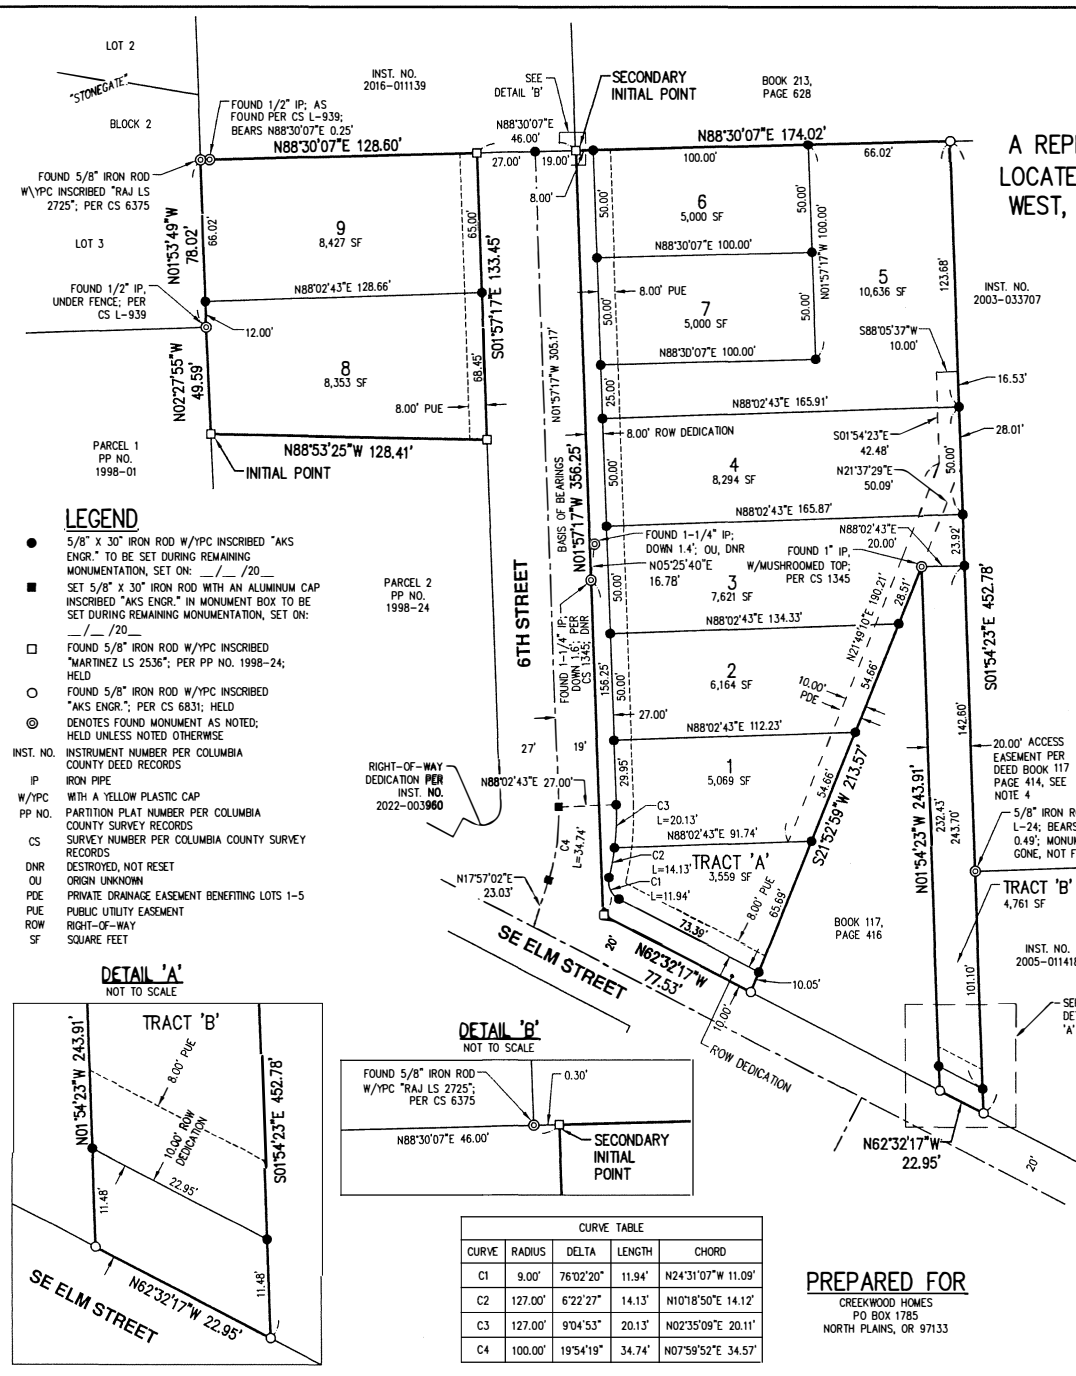 LOT 2
"STONEGATE"
BLOCK 2
INST. NO.
2016-011139
SEE
DETAIL 'B'
SECONDARY
INITIAL POINT
BOOK 213,
PAGE 628
FOUND 1/2" IP; AS
FOUND PER CS L-939;
BEARS N88°30'07"E 0.25'
N88°30'07"E 128.60'
N88°30'07"E
46.00'
27.00'
19.00'
8.00'
N88°30'07"E 174.02'
100.00'
66.02'
A REP
LOCATE
WEST,
FOUND 5/8" IRON ROD
W\YPC INSCRIBED "RAJ LS
2725"; PER CS 6375
LOT 3
N01°53'49"W
78.02'
66.02'
9
8,427 SF
65.00'
S01°57'17"E 133.45'
N88°02'43"E 128.66'
FOUND 1/2" IP,
UNDER FENCE; PER
CS L-939
12.00'
N02°27'55"W
49.59'
8
8,353 SF
68.45'
8.00' PUE
N88°53'25"W 128.41'
INITIAL POINT
PARCEL 1
PP NO.
1998-01
50.00'
6
5,000 SF
50.00'
N01°57'17"W 100.00'
N88°30'07"E 100.00'
8.00' PUE
50.00'
7
5,000 SF
50.00'
N88°30'07"E 100.00'
5
10,636 SF
123.68'
INST. NO.
2003-033707
S88°05'37"W
10.00'
16.53'
25.00'
N88°02'43"E 165.91'
8.00' ROW DEDICATION
S01°54'23"E
42.48'
28.01'
N21°37'29"E
50.09'
50.00'
4
8,294 SF
50.00'
N88°02'43"E 165.87'
N01°57'17"W 305.17'
BASIS OF BEARINGS
N01°57'17"W 356.25'
FOUND 1-1/4" IP;
DOWN 1.4'; OU, DNR
N05°25'40"E
16.78'
FOUND 1" IP,
W/MUSHROOMED TOP;
PER CS 1345
N88°02'43"E
20.00'
23.92'
50.00'
3
7,621 SF
N88°02'43"E 134.33'
28.51'
N21°49'10"E 190.21'
S01°54'23"E 452.78'
FOUND 1-1/4" IP;
DOWN 1.6'; PER
CS 1345; DNR
156.25'
50.00'
2
6,164 SF
54.66'
10.00'
PDE
27.00'
N88°02'43"E 112.23'
6TH STREET
27'
19'
142.60'
20.00' ACCESS
EASEMENT PER
DEED BOOK 117
PAGE 414, SEE
NOTE 4
29.95'
1
5,069 SF
54.66'
S21°52'59"W 213.57'
RIGHT-OF-WAY
DEDICATION PER
INST. NO.
2022-003960
N88°02'43"E 27.00'
C3
L=20.13'
N88°02'43"E 91.74'
C4
L=34.74'
C2
L=14.13'
C1
L=11.94'
TRACT 'A'
3,559 SF
8.00' PUE
65.69'
N17°57'02"E
23.03'
N01°54'23"W 243.91'
232.43'
243.70'
5/8" IRON R
L-24; BEARS
0.49'; MONUM
GONE, NOT F
TRACT 'B'
4,761 SF
BOOK 117,
PAGE 416
73.39'
SE ELM STREET
20'
N62°32'17"W
77.53'
10.05'
10.00'
ROW DEDICATION
INST. NO.
2005-011418
101.10'
SE
DE
'A'
N62°32'17"W
22.95'
20'
LEGEND
5/8" X 30" IRON ROD W/YPC INSCRIBED "AKS
ENGR." TO BE SET DURING REMAINING
MONUMENTATION, SET ON: __/__ /20__
SET 5/8" X 30" IRON ROD WITH AN ALUMINUM CAP
INSCRIBED "AKS ENGR." IN MONUMENT BOX TO BE
SET DURING REMAINING MONUMENTATION, SET ON:
__/__ /20__
FOUND 5/8" IRON ROD W/YPC INSCRIBED
"MARTINEZ LS 2536"; PER PP NO. 1998-24;
HELD
FOUND 5/8" IRON ROD W/YPC INSCRIBED
"AKS ENGR."; PER CS 6831; HELD
DENOTES FOUND MONUMENT AS NOTED;
HELD UNLESS NOTED OTHERWISE
INST. NO. INSTRUMENT NUMBER PER COLUMBIA
COUNTY DEED RECORDS
IP IRON PIPE
W/YPC WITH A YELLOW PLASTIC CAP
PP NO. PARTITION PLAT NUMBER PER COLUMBIA
COUNTY SURVEY RECORDS
CS SURVEY NUMBER PER COLUMBIA COUNTY SURVEY
RECORDS
DNR DESTROYED, NOT RESET
OU ORIGIN UNKNOWN
PDE PRIVATE DRAINAGE EASEMENT BENEFITING LOTS 1-5
PUE PUBLIC UTILITY EASEMENT
ROW RIGHT-OF-WAY
SF SQUARE FEET
PARCEL 2
PP NO.
1998-24
DETAIL 'A'
NOT TO SCALE
N01°54'23"W 243.91'
TRACT 'B'
8.00' PUE
10.00' ROW
DEDICATION
S01°54'23"E 452.78'
22.95'
11.48'
11.48'
N62°32'17"W 22.95'
SE ELM STREET
DETAIL 'B'
NOT TO SCALE
FOUND 5/8" IRON ROD
W/YPC "RAJ LS 2725";
PER CS 6375
0.30'
N88°30'07"E 46.00'
SECONDARY
INITIAL
POINT
CURVE TABLE
CURVE RADIUS DELTA LENGTH CHORD
C1 9.00' 76°02'20" 11.94' N24°31'07"W 11.09'
C2 127.00' 6°22'27" 14.13' N10°18'50"E 14.12'
C3 127.00' 9°04'53" 20.13' N02°35'09"E 20.11'
C4 100.00' 19°54'19" 34.74' N07°59'52"E 34.57'
PREPARED FOR
CREEKWOOD HOMES
PO BOX 1785
NORTH PLAINS, OR 97133